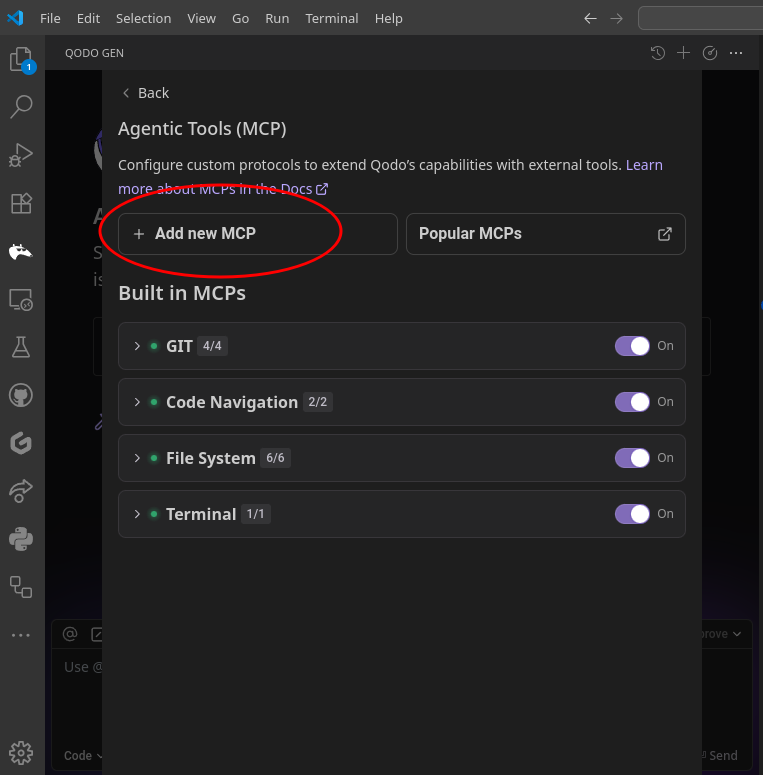 File Edit Selection View Go Run Terminal Help
QODO GEN
1
Back
Agentic Tools (MCP)
Configure custom protocols to extend Qodo's capabilities with external tools. Learn
more about MCPs in the Docs
Add new MCP
Popular MCPs
Built in MCPs
GIT 4/4 On
Code Navigation 2/2 On
File System 6/6 On
Terminal 1/1 On
Use @
Code
Send